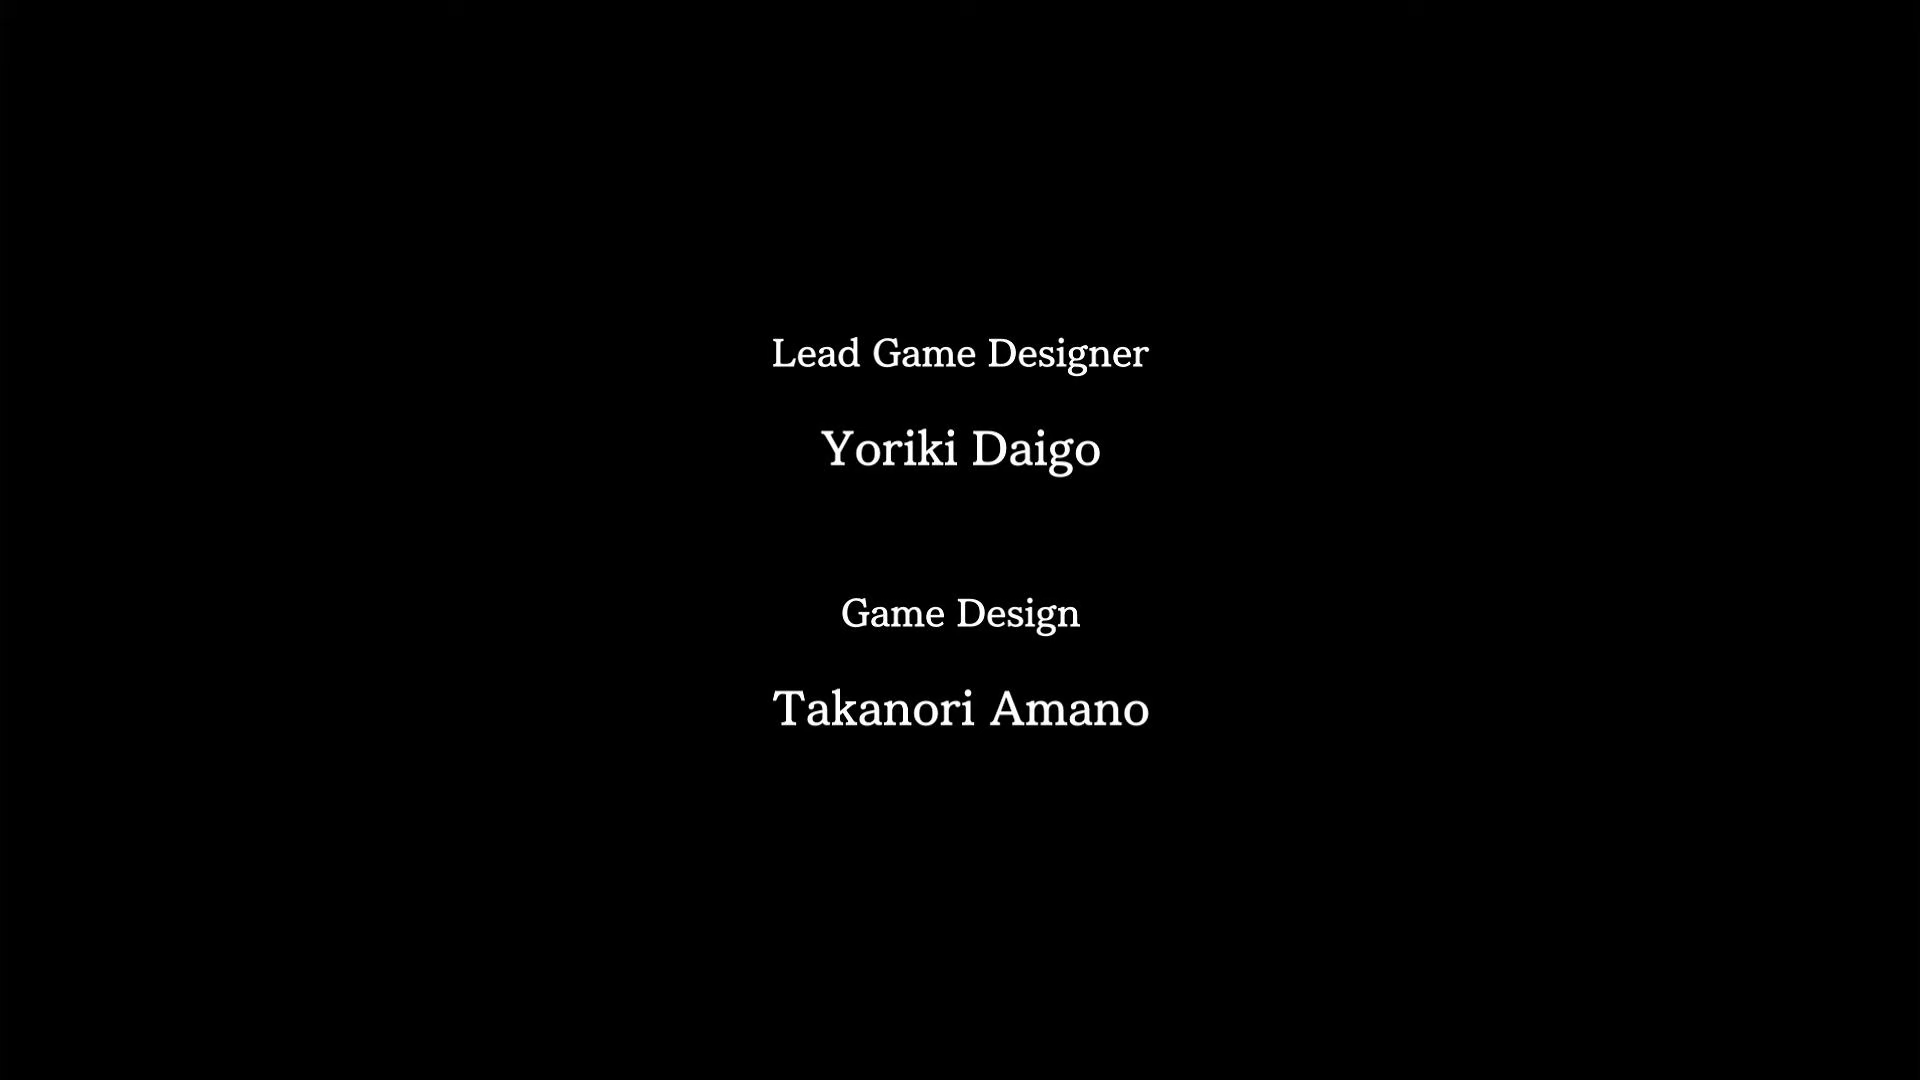 Lead Game Designer
Yoriki Daigo
Game Design
Takanori Amano